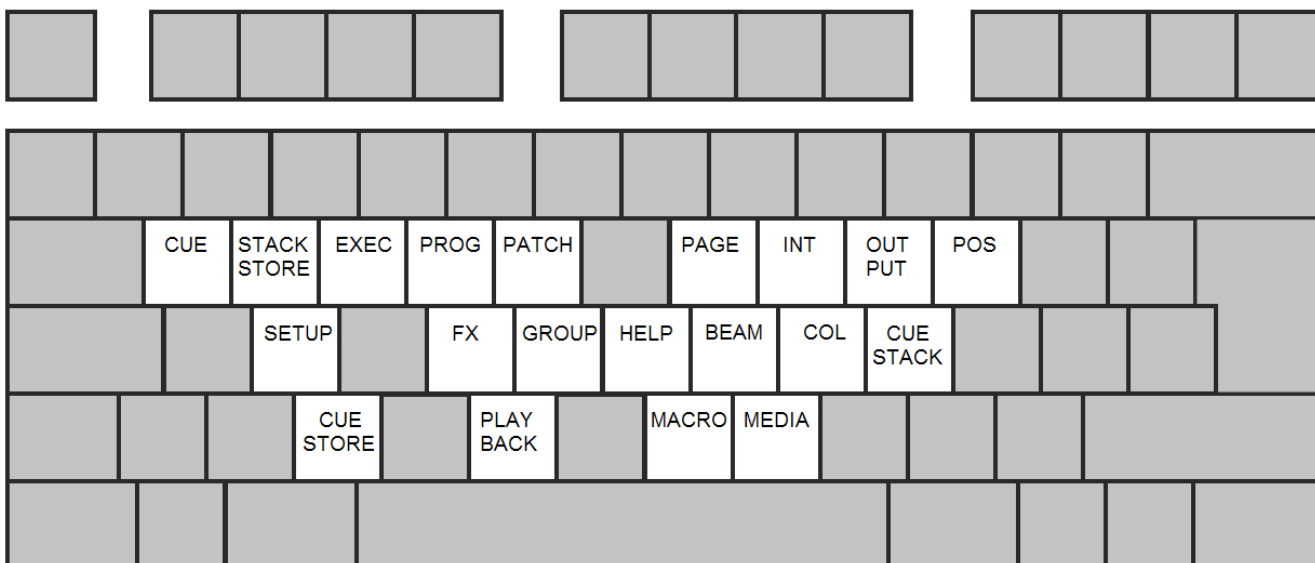 CUE
STACK
STORE
EXEC
PROG
PATCH
PAGE
INT
OUT
PUT
POS
SETUP
FX
GROUP
HELP
BEAM
COL
CUE
STACK
CUE
STORE
PLAY
BACK
MACRO
MEDIA